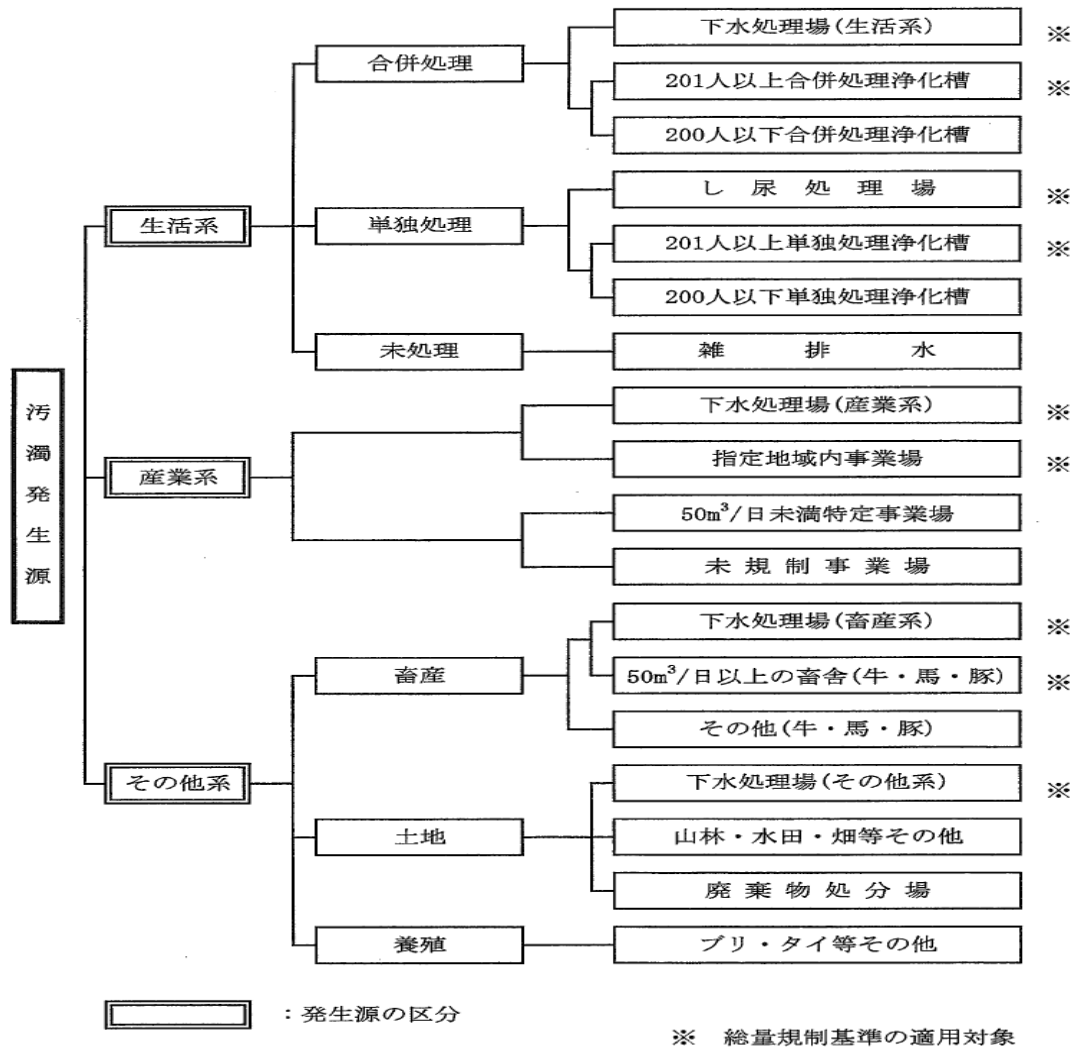 汚濁発生源
生活系
合併処理
下水処理場(生活系) ※
201人以上合併処理浄化槽 ※
200人以下合併処理浄化槽
単独処理
し尿処理場 ※
201人以上単独処理浄化槽 ※
200人以下単独処理浄化槽
未処理
雑排水
産業系
下水処理場(産業系) ※
指定地域内事業場 ※
50m³/日未満特定事業場
未規制事業場
その他系
畜産
下水処理場(畜産系) ※
50m³/日以上の畜舎(牛・馬・豚) ※
その他(牛・馬・豚)
土地
下水処理場(その他系) ※
山林・水田・畑等その他
廃棄物処分場
養殖
ブリ・タイ等その他
:発生源の区分
※ 総量規制基準の適用対象